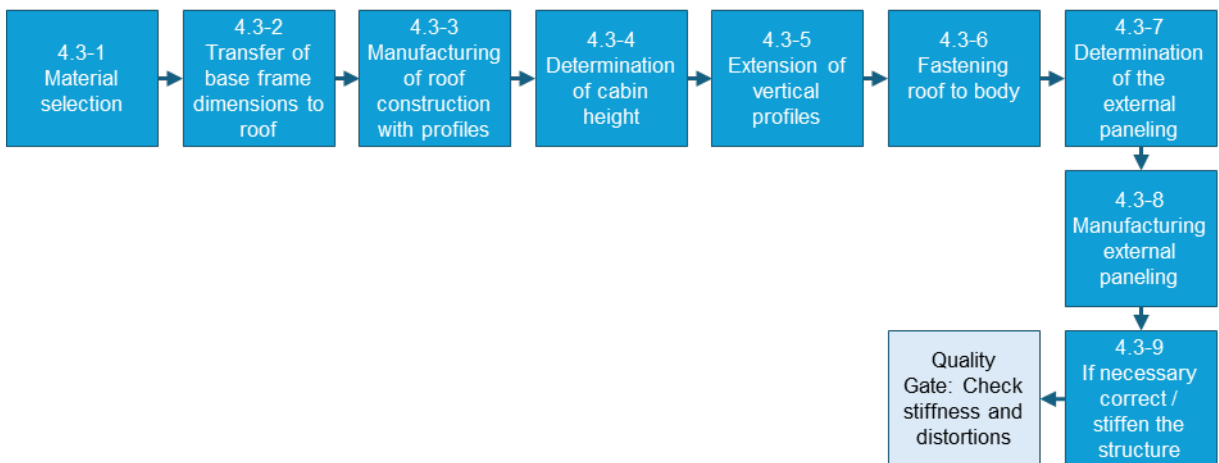 4.3-1
Material
selection
4.3-2
Transfer of
base frame
dimensions to
roof
4.3-3
Manufacturing
of roof
construction
with profiles
4.3-4
Determination
of cabin
height
4.3-5
Extension of
vertical
profiles
4.3-6
Fastening
roof to body
4.3-7
Determination
of the
external
paneling
4.3-8
Manufacturing
external
paneling
4.3-9
If necessary
correct /
stiffen the
structure
Quality
Gate: Check
stiffness and
distortions